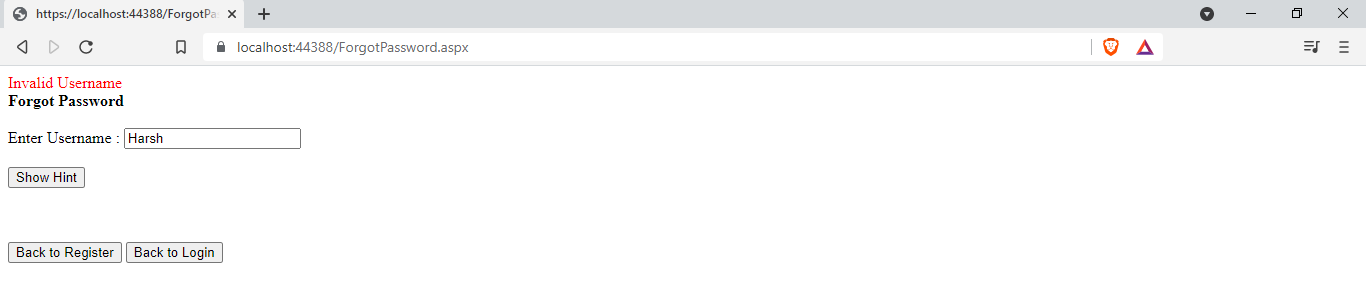 https://localhost:44388/ForgotPa
localhost:44388/ForgotPassword.aspx
Invalid Username
Forgot Password
Enter Username : Harsh
Show Hint
Back to Register Back to Login